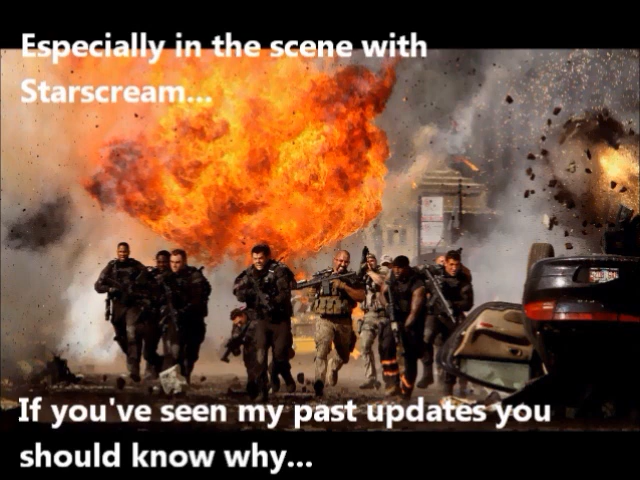 Especially in the scene with
Starscream...
If you've seen my past updates you
should know why...